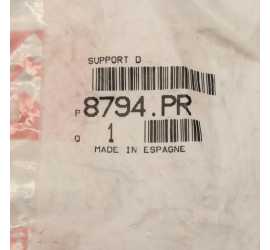 SUPPORT D
P 8794.PR
Q 1
MADE IN ESPAGNE